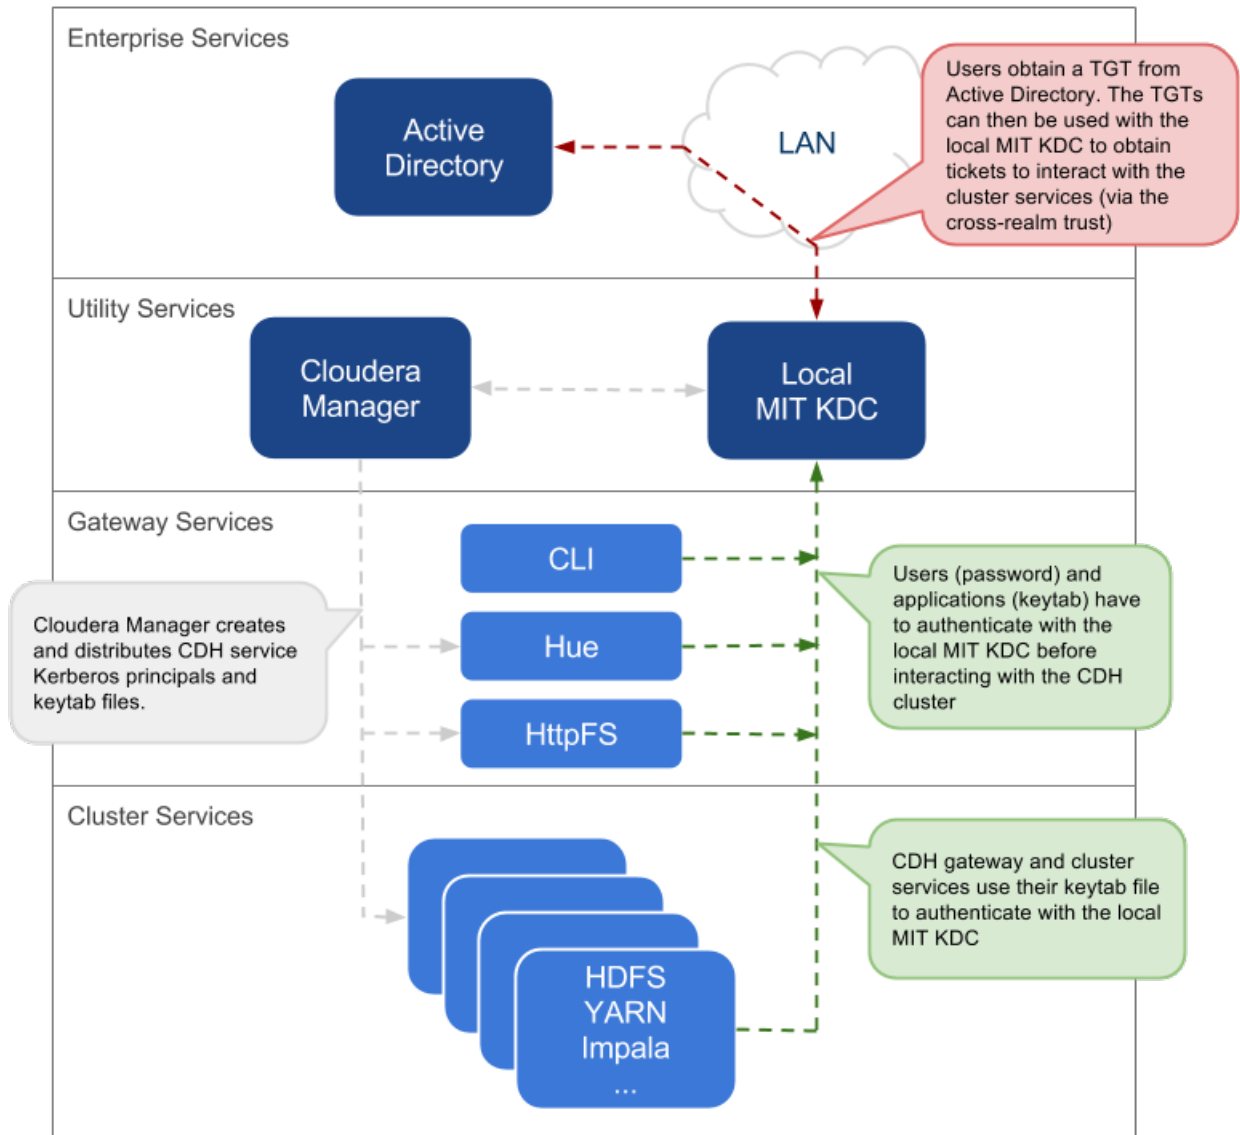 Enterprise Services
Active
Directory
LAN
Users obtain a TGT from
Active Directory. The TGTs
can then be used with the
local MIT KDC to obtain
tickets to interact with the
cluster services (via the
cross-realm trust)
Utility Services
Cloudera
Manager
Local
MIT KDC
Gateway Services
CLI
Hue
HttpFS
Cloudera Manager creates
and distributes CDH service
Kerberos principals and
keytab files.
Users (password) and
applications (keytab) have
to authenticate with the
local MIT KDC before
interacting with the CDH
cluster
Cluster Services
HDFS
YARN
Impala
...
CDH gateway and cluster
services use their keytab file
to authenticate with the local
MIT KDC